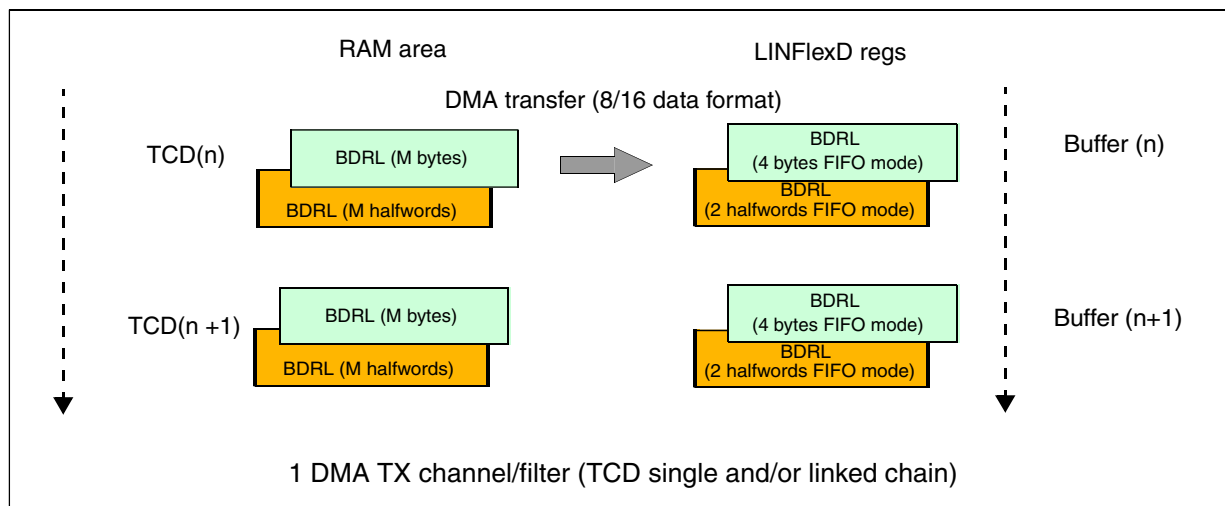 RAM area
LINFlexD regs
DMA transfer (8/16 data format)
TCD(n)
BDRL (M bytes)
BDRL (M halfwords)
BDRL
(4 bytes FIFO mode)
BDRL
(2 halfwords FIFO mode)
Buffer (n)
TCD(n +1)
BDRL (M bytes)
BDRL (M halfwords)
BDRL
(4 bytes FIFO mode)
BDRL
(2 halfwords FIFO mode)
Buffer (n+1)
1 DMA TX channel/filter (TCD single and/or linked chain)